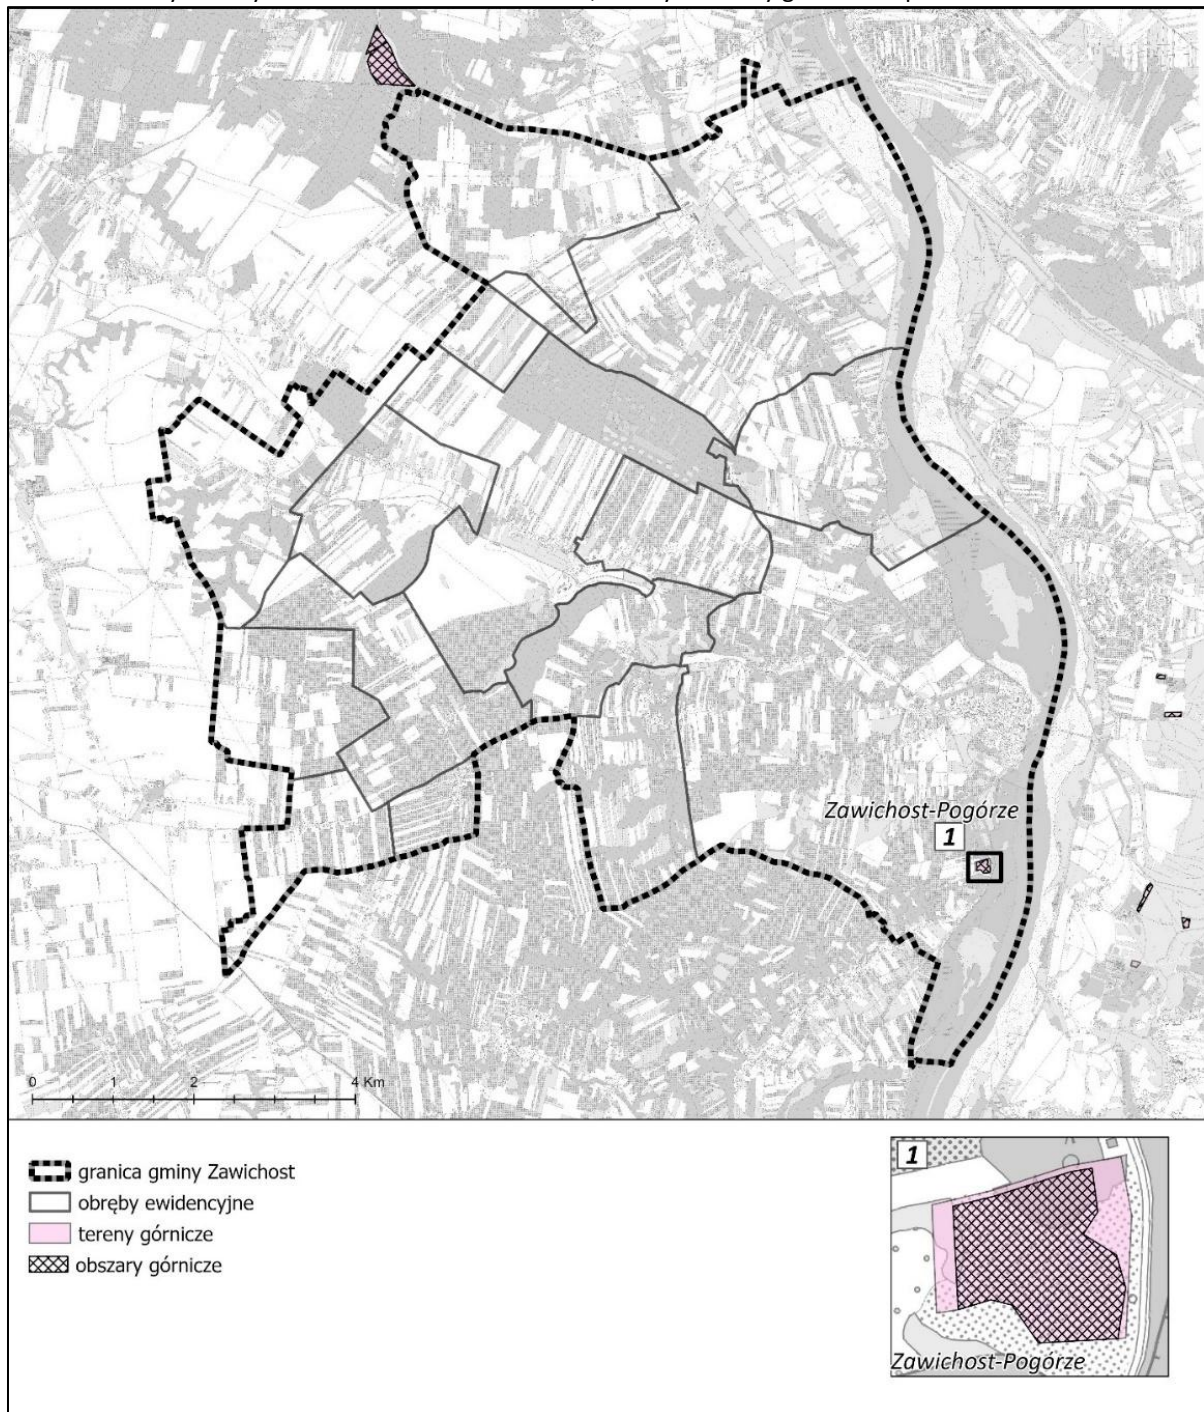 Zawichost-Pogórze
1
0 1 2 4 Km
granica gminy Zawichost
obręby ewidencyjne
tereny górnicze
obszary górnicze
1
Zawichost-Pogórze